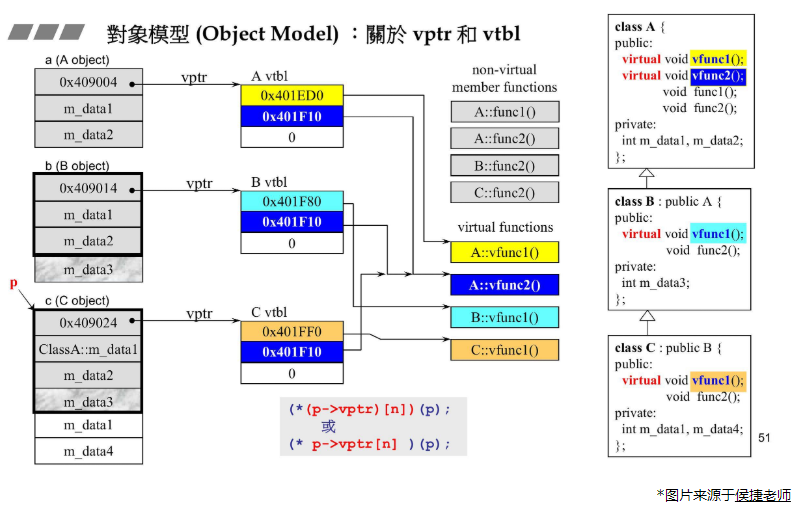 對象模型 (Object Model) ：關於 vptr 和 vtbl
a (A object)
0x409004
m_data1
m_data2
vptr
A vtbl
0x401ED0
0x401F10
0
b (B object)
0x409014
m_data1
m_data2
m_data3
vptr
B vtbl
0x401F80
0x401F10
0
p
c (C object)
0x409024
ClassA::m_data1
m_data2
m_data3
m_data1
m_data4
vptr
C vtbl
0x401FF0
0x401F10
0
non-virtual
member functions
A::func1()
A::func2()
B::func2()
C::func2()
virtual functions
A::vfunc1()
A::vfunc2()
B::vfunc1()
C::vfunc1()
(*(p->vptr)[n])(p);
或
(* p->vptr[n] )(p);
class A {
public:
virtual void vfunc1();
virtual void vfunc2();
void func1();
void func2();
private:
int m_data1, m_data2;
};
class B : public A {
public:
virtual void vfunc1();
void func2();
private:
int m_data3;
};
class C : public B {
public:
virtual void vfunc1();
void func2();
private:
int m_data1, m_data4;
};
51
*图片来源于侯捷老师